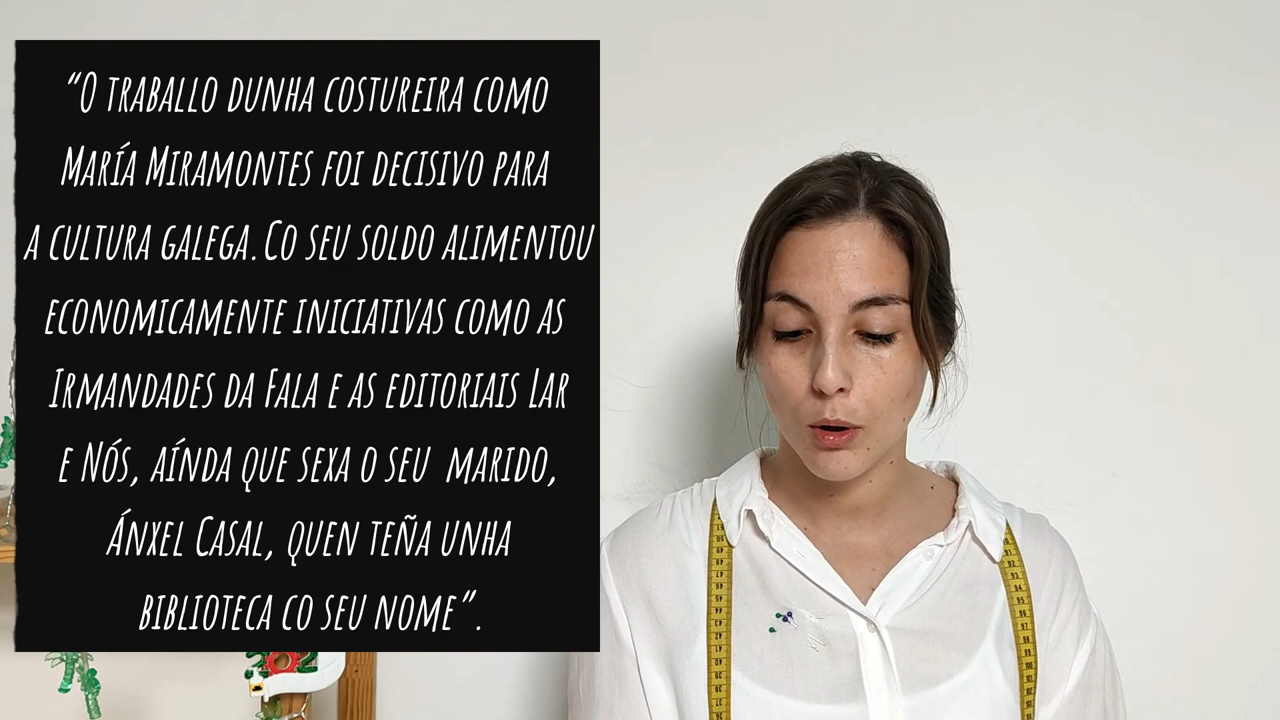 “O traballo dunha costureira como
María Miramontes foi decisivo para
a cultura galega. Co seu soldo alimentou
economicamente iniciativas como as
Irmandades da Fala e as editoriais Lar
e Nós, aínda que sexa o seu marido,
Ánxel Casal, quen teña unha
biblioteca co seu nome”.